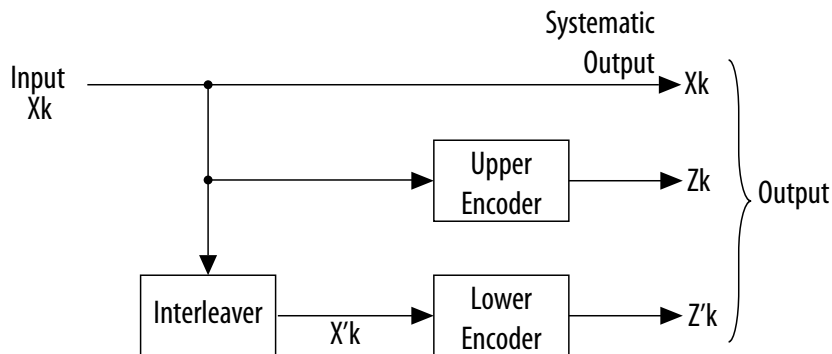 Systematic
Output
Input
Xk
Xk
Upper
Encoder
Zk
Output
Interleaver
X'k
Lower
Encoder
Z'k